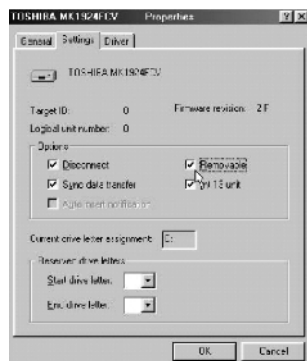 TOSHIBA MK1924FCV Properties
General Settings Driver
TOSHIBA MK1924FCV
Target ID: 0 Firmware revision: 2F
Logical unit number: 0
Options
Disconnect Removable
Sync data transfer Int 13 unit
Auto insert notification
Current drive letter assignment: C:
Reserved drive letters
Start drive letter:
End drive letter:
OK Cancel